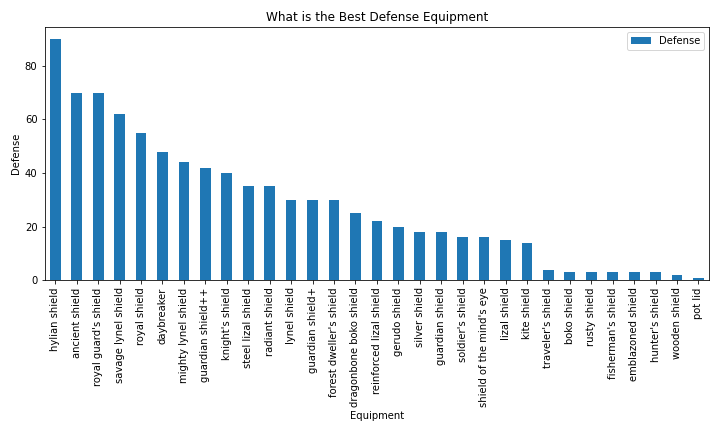 What is the Best Defense Equipment
Defense
Defense
80
60
40
20
0
hylian shield
ancient shield
royal guard's shield
savage lynel shield
royal shield
daybreaker
mighty lynel shield
guardian shield++
knight's shield
steel lizal shield
radiant shield
lynel shield
guardian shield+
forest dweller's shield
dragonbone boko shield
reinforced lizal shield
gerudo shield
silver shield
guardian shield
soldier's shield
shield of the mind's eye
lizal shield
kite shield
traveler's shield
boko shield
rusty shield
fisherman's shield
emblazoned shield
hunter's shield
wooden shield
pot lid
Equipment